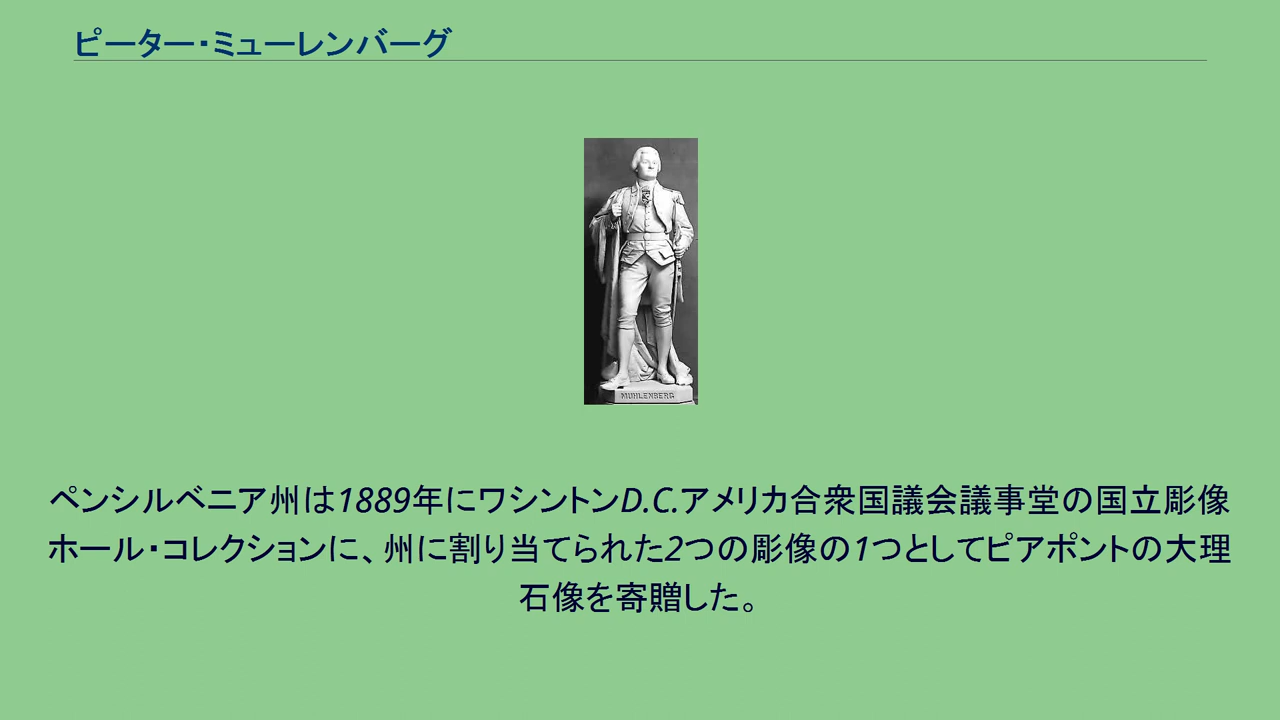 ピーター・ミューレンバーグ
MUHLENBERG
ペンシルベニア州は1889年にワシントンD.C.アメリカ合衆国議会議事堂の国立彫像
ホール・コレクションに、州に割り当てられた2つの彫像の1つとしてピアポントの大理
石像を寄贈した。